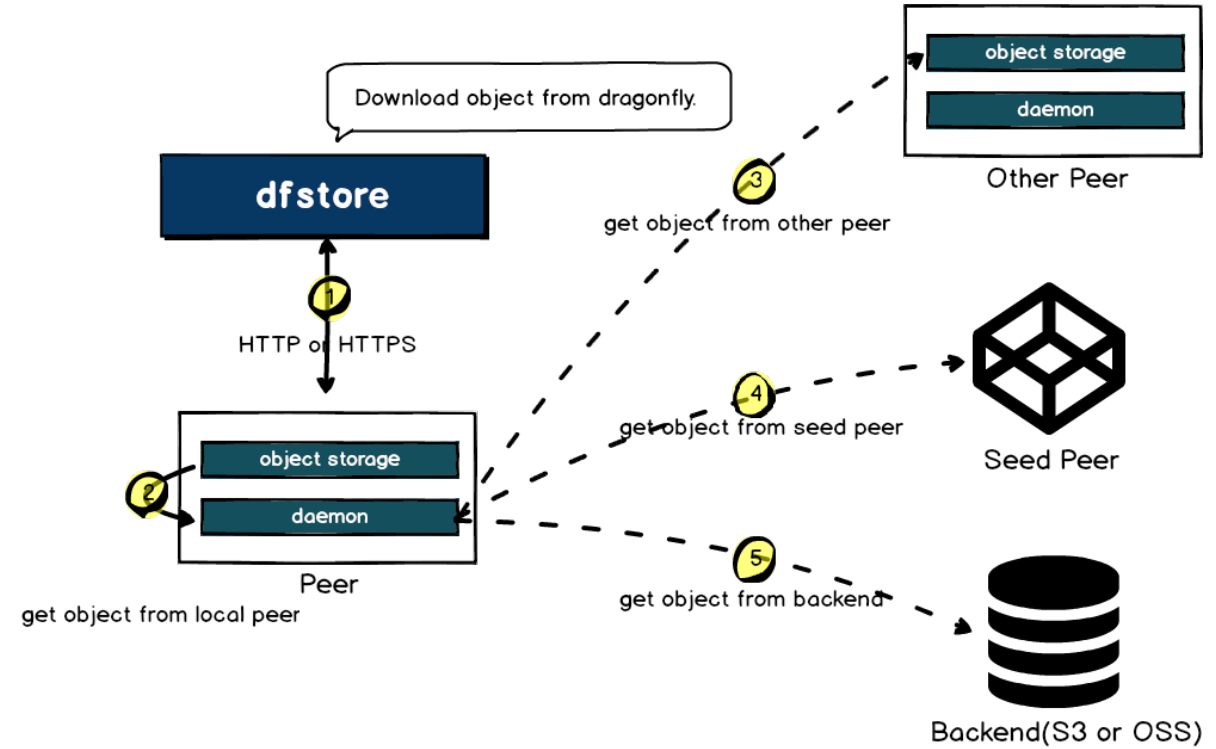 object storage
daemon
Other Peer
Download object from dragonfly.
dfstore
3
get object from other peer
1
HTTP or HTTPS
4
get object from seed peer
Seed Peer
object storage
2
daemon
Peer
get object from local peer
5
get object from backend
Backend(S3 or OSS)